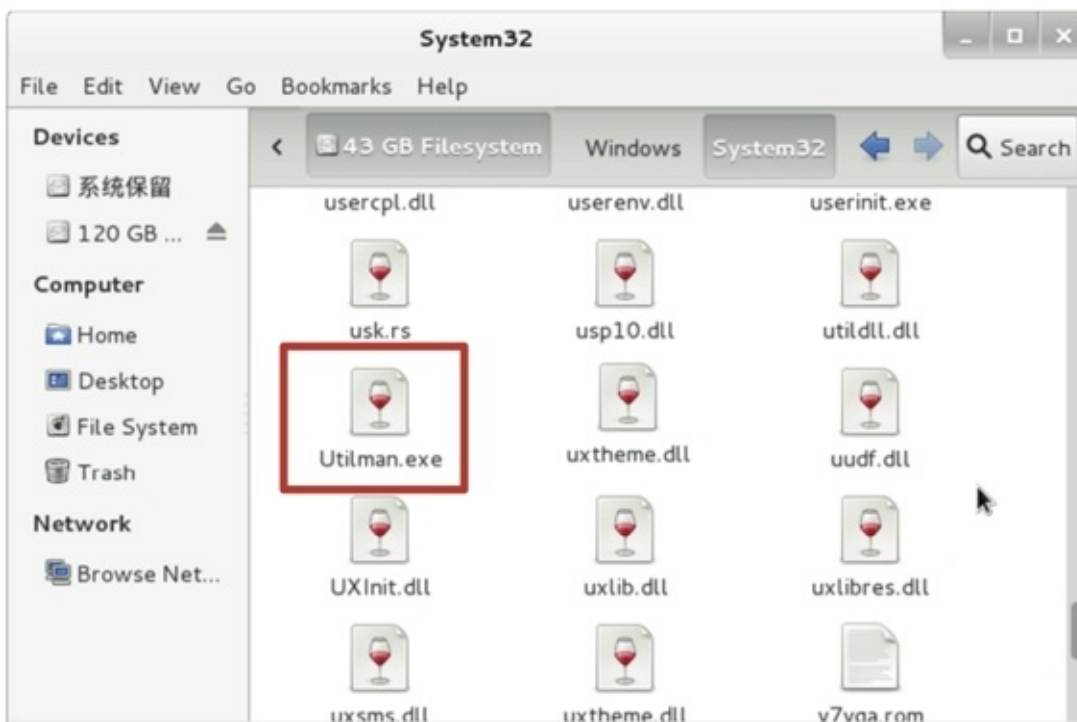 System32
File Edit View Go Bookmarks Help
Devices
系统保留
120 GB ...
Computer
Home
Desktop
File System
Trash
Network
Browse Net...
43 GB Filesystem Windows System32 Search
usercpl.dll userenv.dll userinit.exe
usk.rs usp10.dll utildll.dll
Utilman.exe uxtheme.dll uudf.dll
UXInit.dll uxlib.dll uxlibres.dll
uxsms.dll uxtheme.dll v7vga.rom